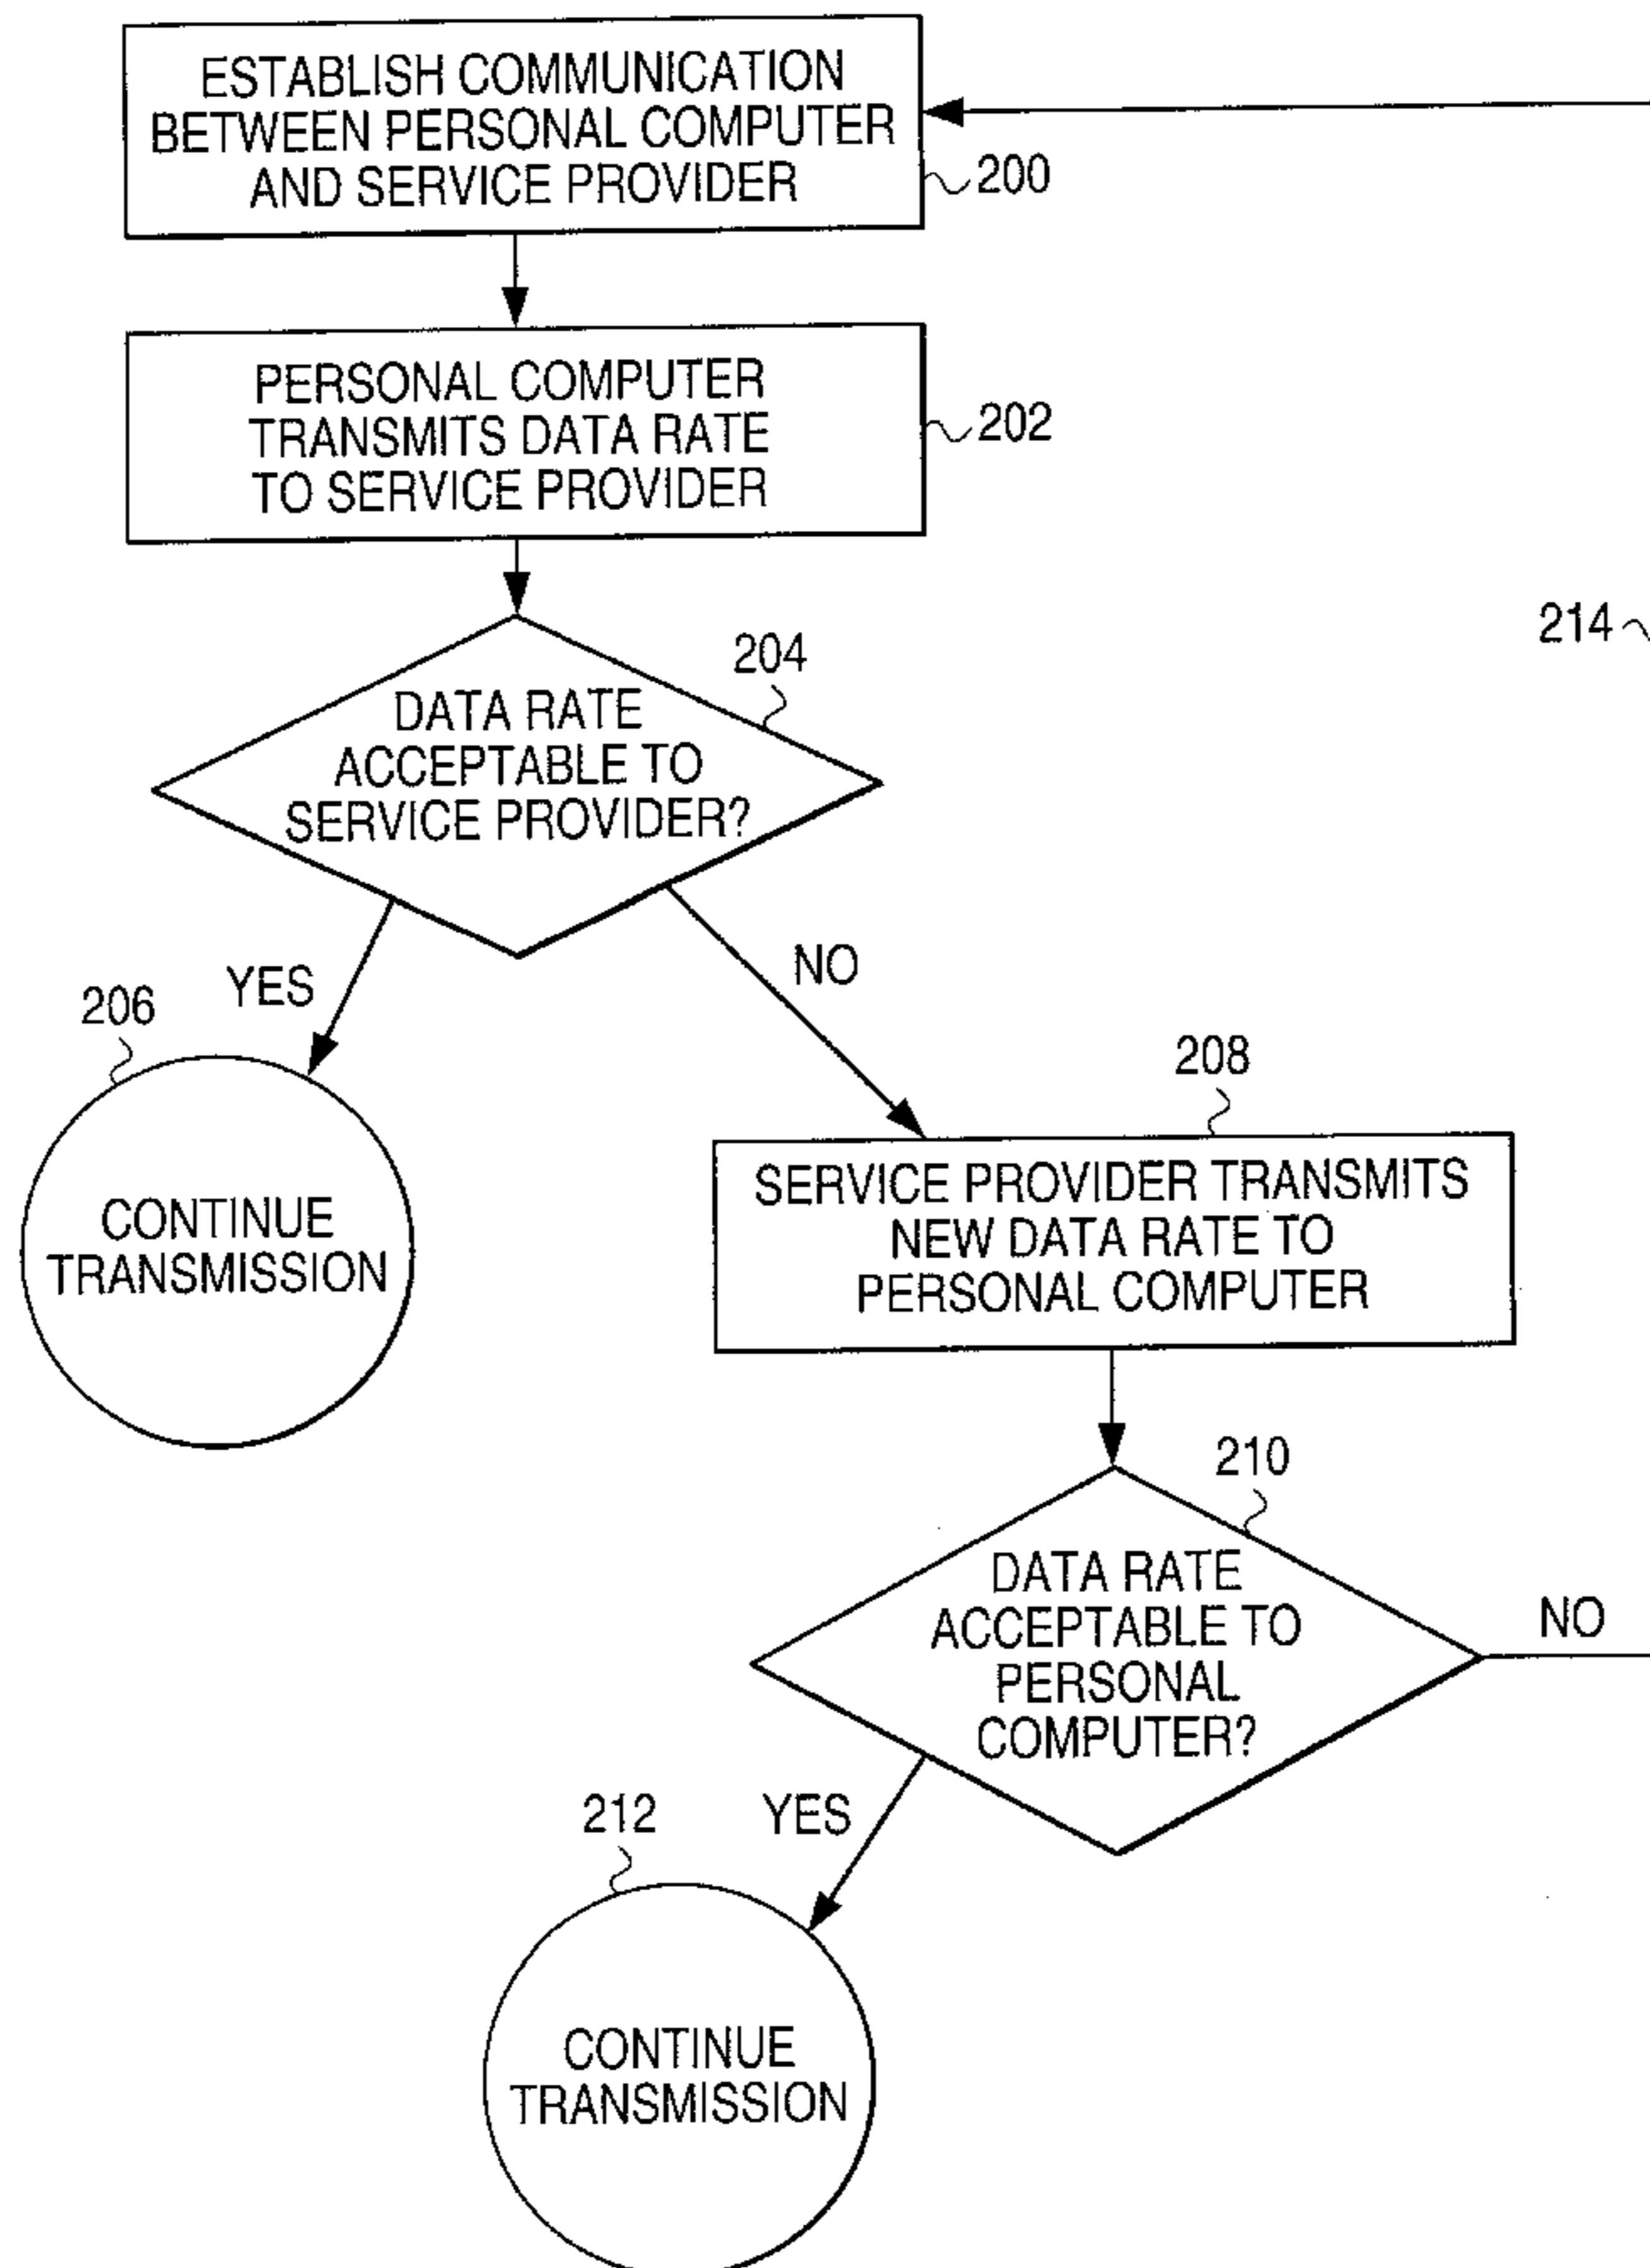 ESTABLISH COMMUNICATION
BETWEEN PERSONAL COMPUTER
AND SERVICE PROVIDER
200
PERSONAL COMPUTER
TRANSMITS DATA RATE
TO SERVICE PROVIDER
202
214
204
DATA RATE
ACCEPTABLE TO
SERVICE PROVIDER?
YES
NO
206
CONTINUE
TRANSMISSION
208
SERVICE PROVIDER TRANSMITS
NEW DATA RATE TO
PERSONAL COMPUTER
210
DATA RATE
ACCEPTABLE TO
PERSONAL
COMPUTER?
NO
YES
212
CONTINUE
TRANSMISSION